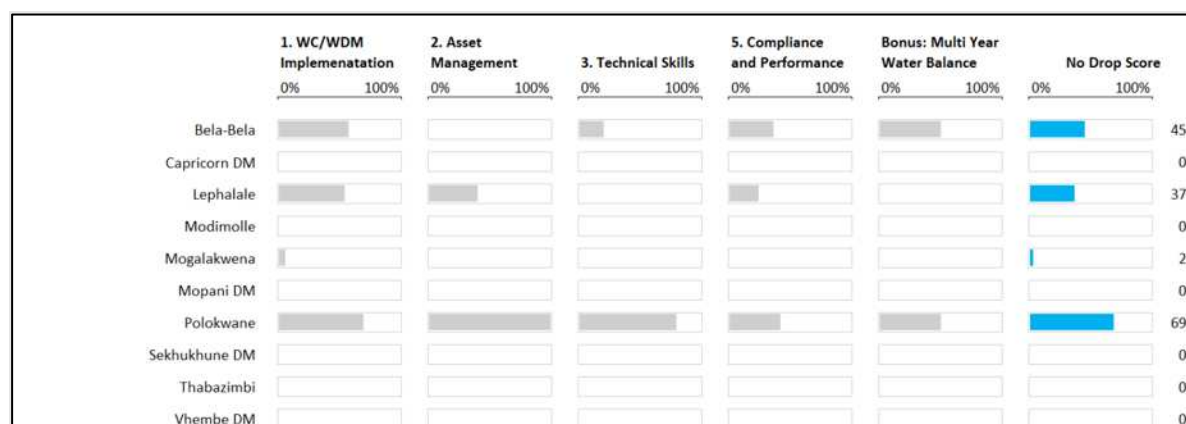 1. WC/WDM 2. Asset 5. Compliance Bonus: Multi Year
Implemenatation Management 3. Technical Skills and Performance Water Balance No Drop Score
0% 100% 0% 100% 0% 100% 0% 100% 0% 100% 0% 100%
Bela-Bela 45
Capricorn DM 0
Lephalale 37
Modimolle 0
Mogalakwena 2
Mopani DM 0
Polokwane 69
Sekhukhune DM 0
Thabazimbi 0
Vhembe DM 0